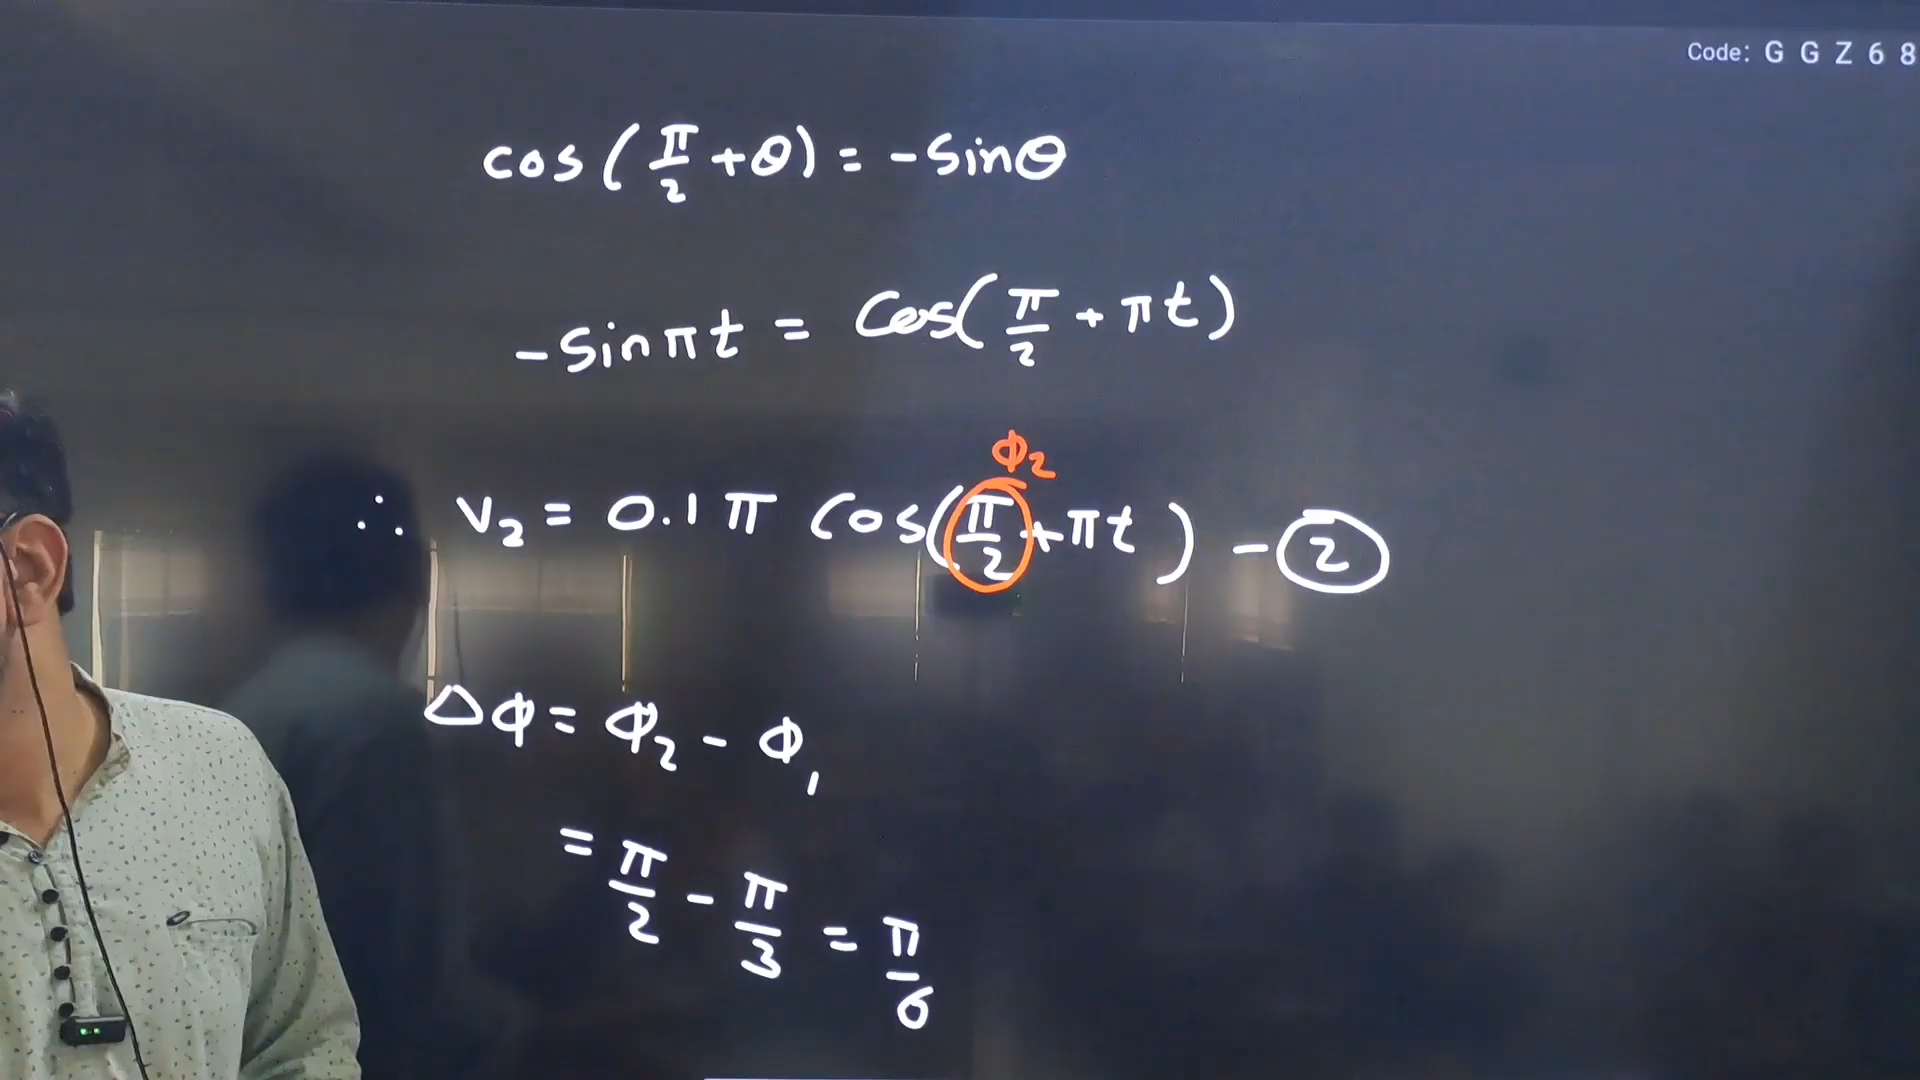 Code: G G Z 6 8
cos(π/2 + θ) = -sinθ
-sinπt = Cos(π/2 + πt)
ϕ₂
∴ v₂ = 0.1 π Cos(π/2 + πt) - ②
Δϕ = ϕ₂ - ϕ₁
= π/2 - π/3 = π/6